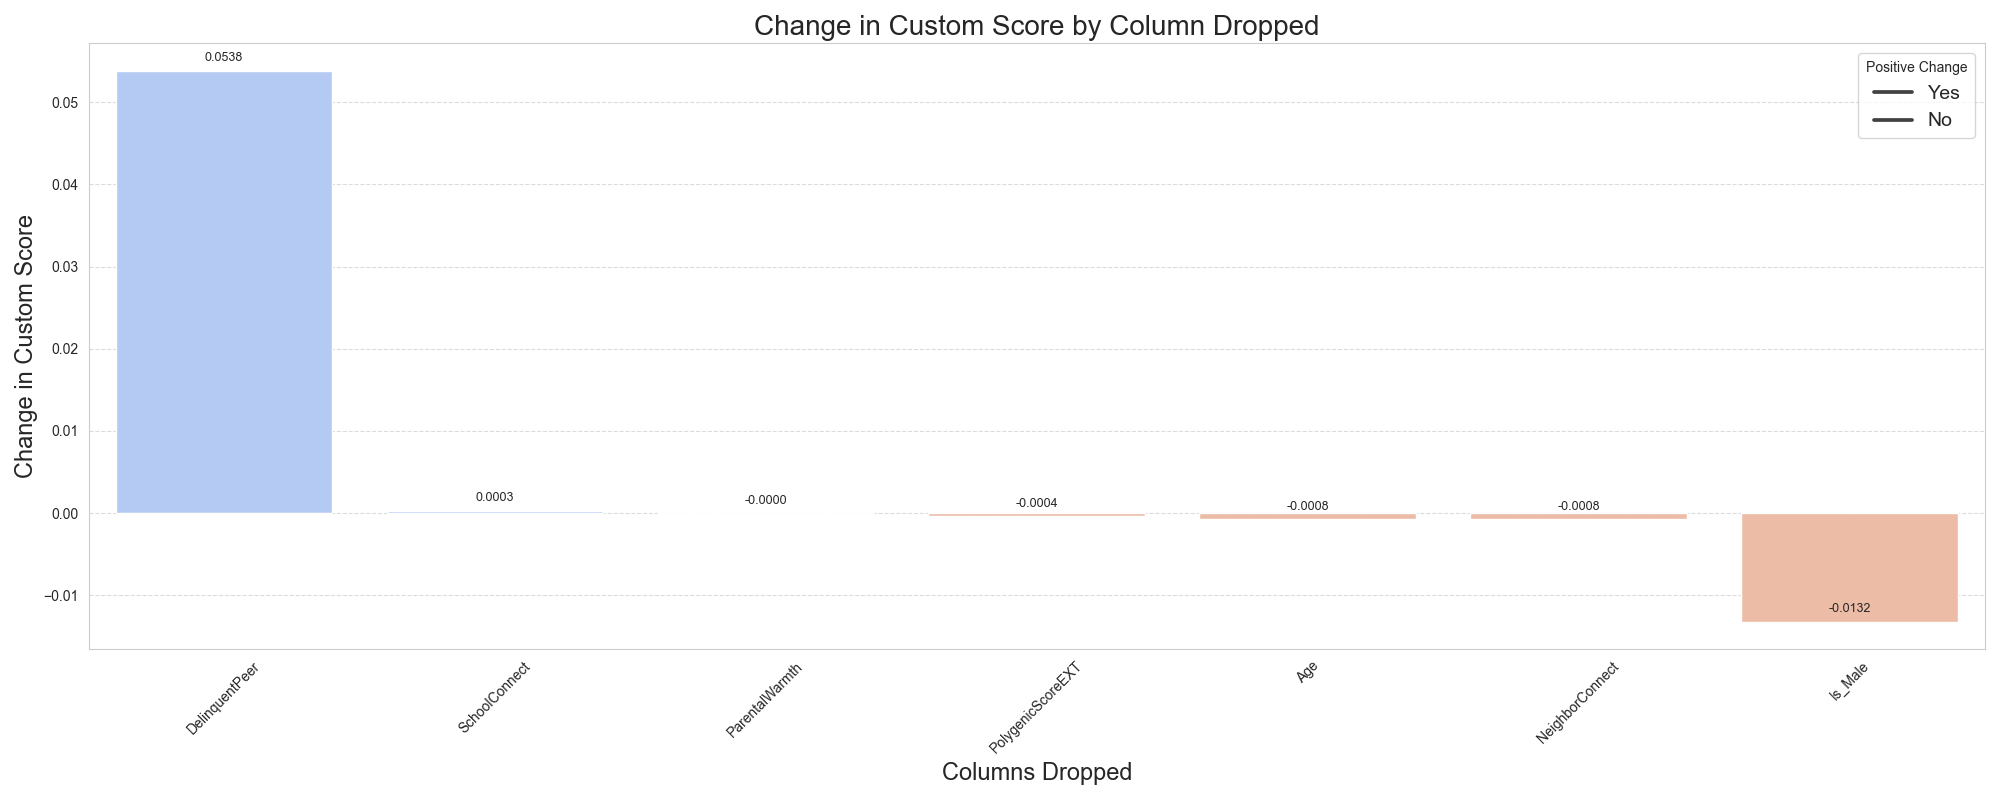 Change in Custom Score by Column Dropped
Change in Custom Score
0.05
0.04
0.03
0.02
0.01
0.00
−0.01
0.0538
0.0003
-0.0000
-0.0004
-0.0008
-0.0008
-0.0132
Positive Change
Yes
No
DelinquentPeer
SchoolConnect
ParentalWarmth
PolygenicScoreEXT
Age
NeighborConnect
Is_Male
Columns Dropped